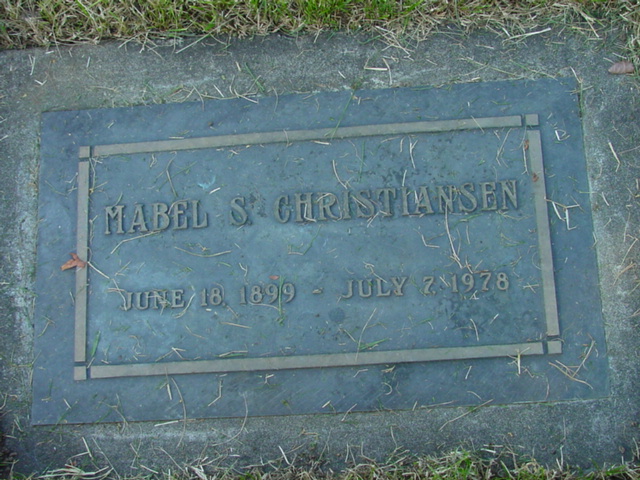 MABEL S. CHRISTIANSEN
JUNE 18, 1899 - JULY 7, 1978